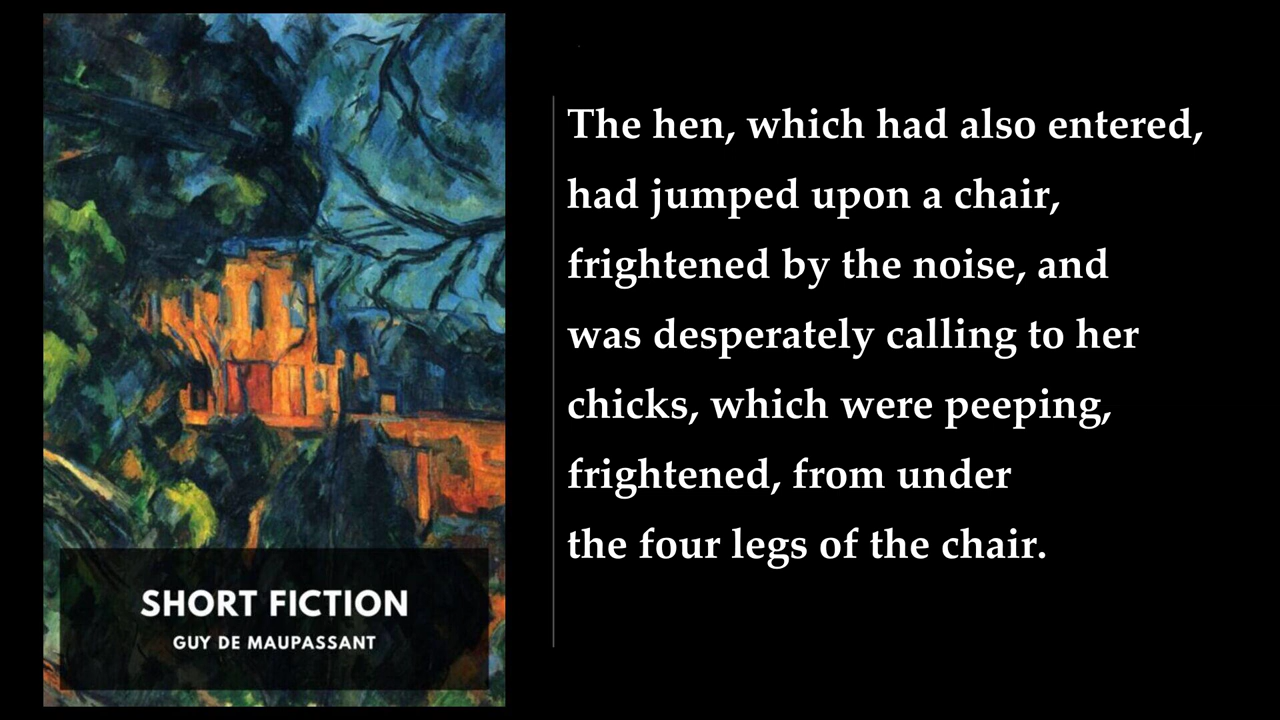 SHORT FICTION
GUY DE MAUPASSANT
The hen, which had also entered,
had jumped upon a chair,
frightened by the noise, and
was desperately calling to her
chicks, which were peeping,
frightened, from under
the four legs of the chair.